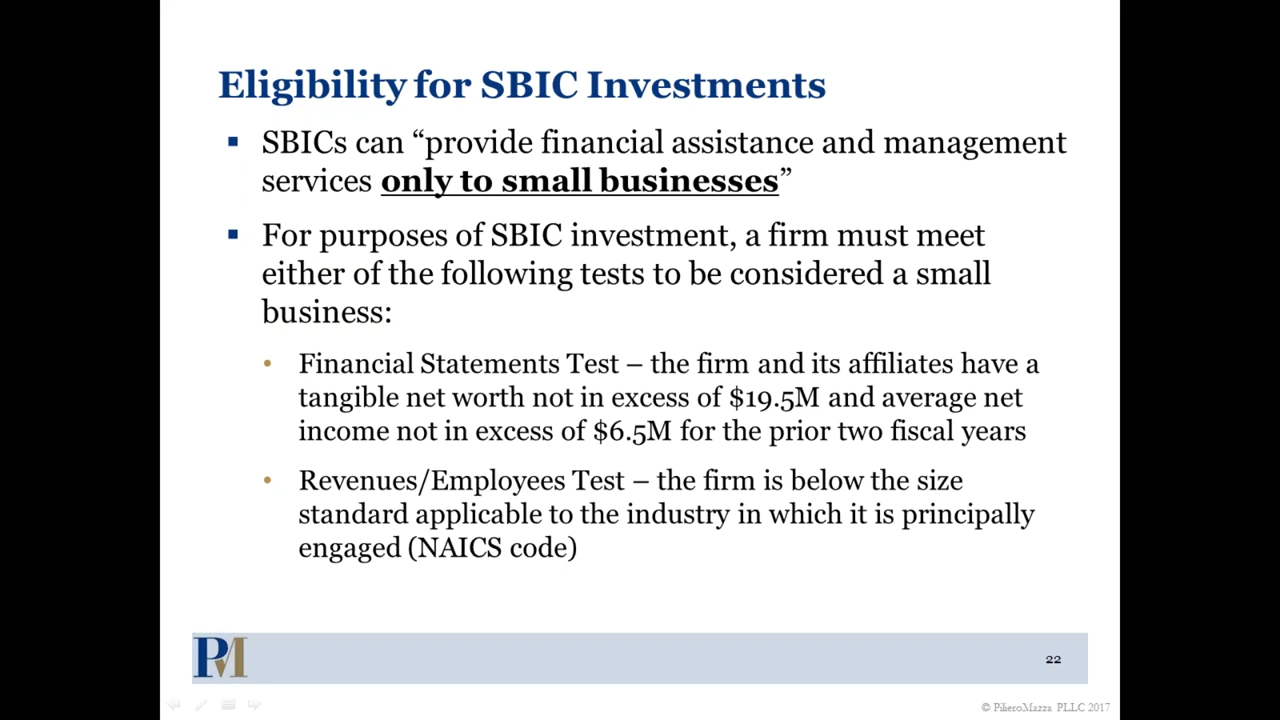 Eligibility for SBIC Investments
▪ SBICs can “provide financial assistance and management
services only to small businesses”
▪ For purposes of SBIC investment, a firm must meet
either of the following tests to be considered a small
business:
• Financial Statements Test – the firm and its affiliates have a
tangible net worth not in excess of $19.5M and average net
income not in excess of $6.5M for the prior two fiscal years
• Revenues/Employees Test – the firm is below the size
standard applicable to the industry in which it is principally
engaged (NAICS code)
PM
22
© PilieroMazza PLLC 2017